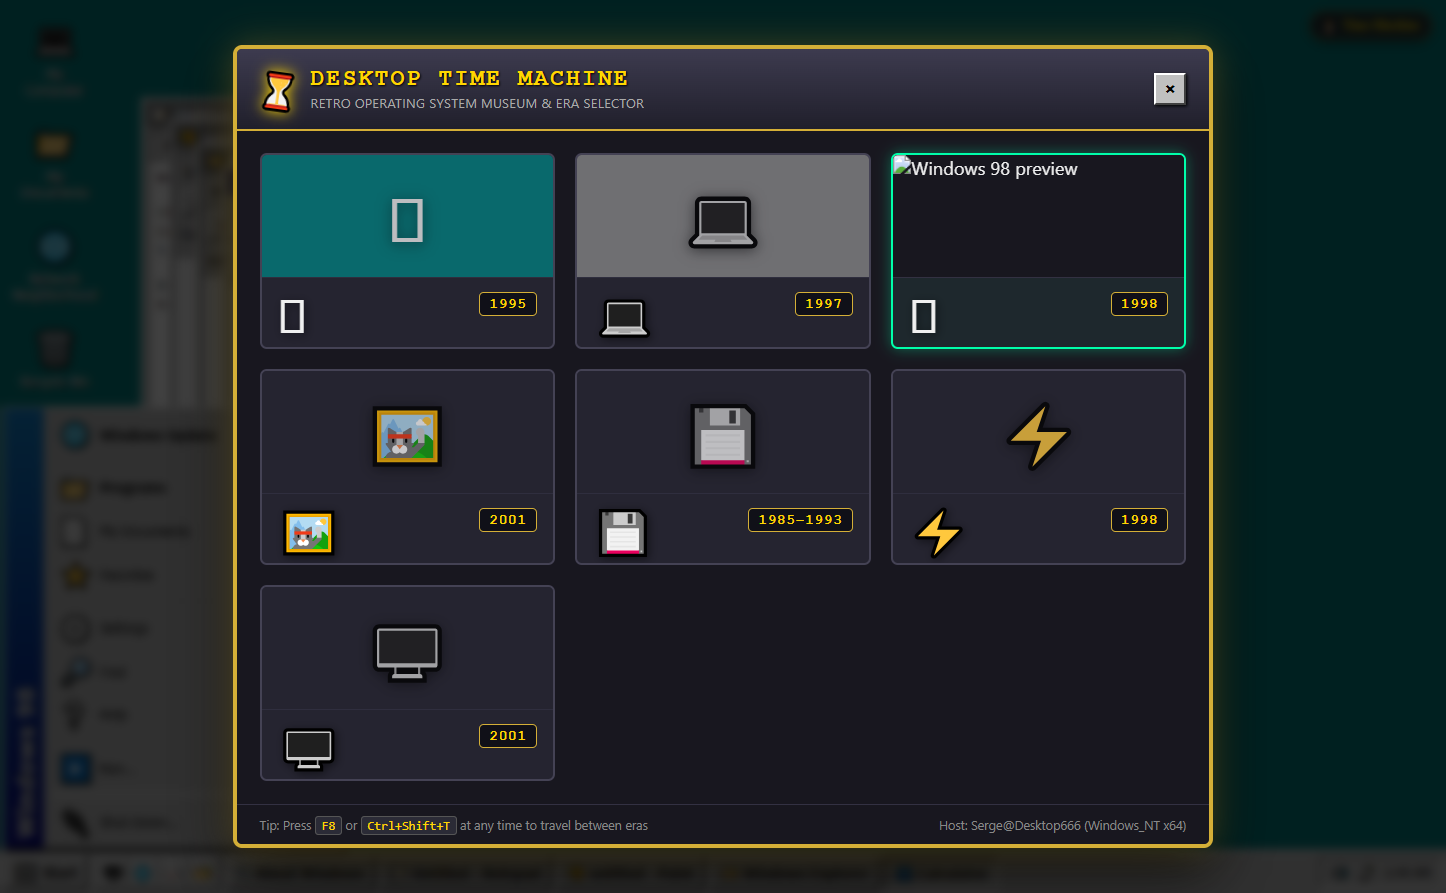 DESKTOP TIME MACHINE
RETRO OPERATING SYSTEM MUSEUM & ERA SELECTOR
×
Windows 98 preview
1995
1997
1998
2001
1985–1993
1998
2001
Tip: Press F8 or Ctrl+Shift+T at any time to travel between eras
Host: Serge@Desktop666 (Windows_NT x64)